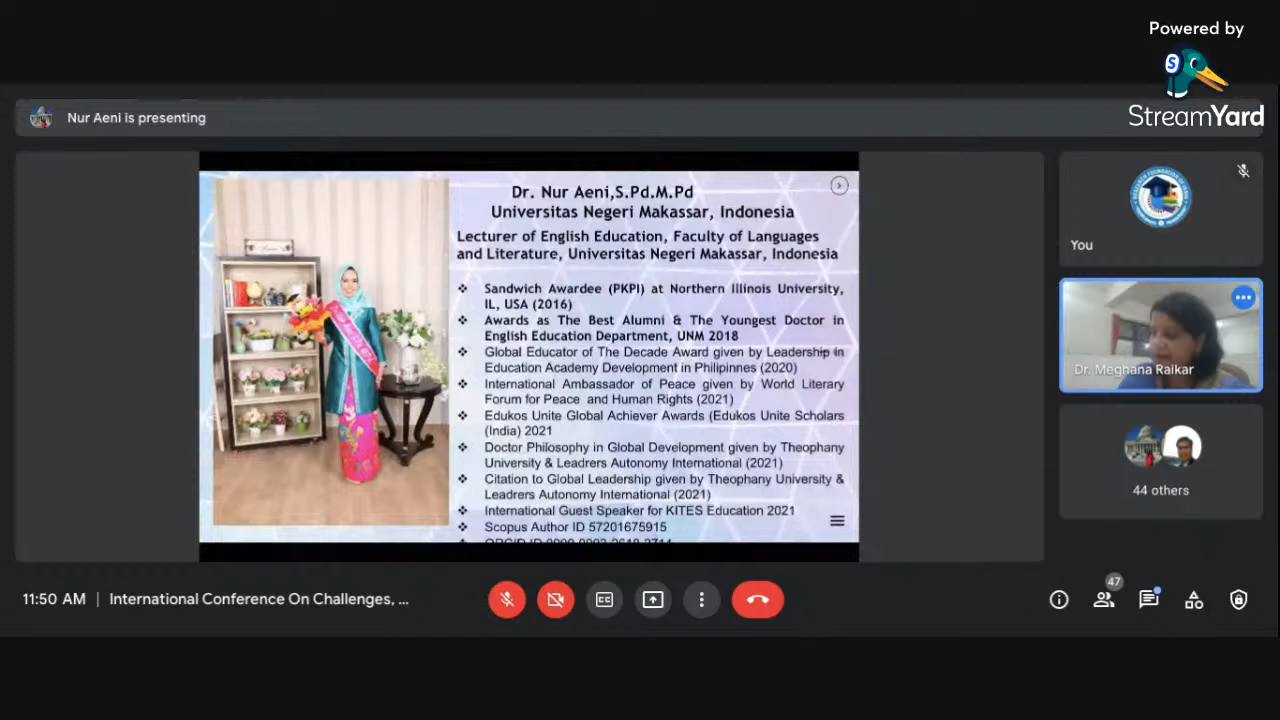 Powered by
StreamYard
Nur Aeni is presenting
Dr. Nur Aeni,S.Pd.M.Pd
Universitas Negeri Makassar, Indonesia
Lecturer of English Education, Faculty of Languages
and Literature, Universitas Negeri Makassar, Indonesia
❖ Sandwich Awardee (PKPI) at Northern Illinois University,
IL, USA (2016)
❖ Awards as The Best Alumni & The Youngest Doctor in
English Education Department, UNM 2018
❖ Global Educator of The Decade Award given by Leadership in
Education Academy Development in Philipinnes (2020)
❖ International Ambassador of Peace given by World Literary
Forum for Peace and Human Rights (2021)
❖ Edukos Unite Global Achiever Awards (Edukos Unite Scholars
(India) 2021
❖ Doctor Philosophy in Global Development given by Theophany
University & Leadrers Autonomy International (2021)
❖ Citation to Global Leadership given by Theophany University &
Leadrers Autonomy International (2021)
❖ International Guest Speaker for KITES Education 2021
❖ Scopus Author ID 57201675915
You
Dr. Meghana Raikar
44 others
11:50 AM | International Conference On Challenges, ...
CC
47